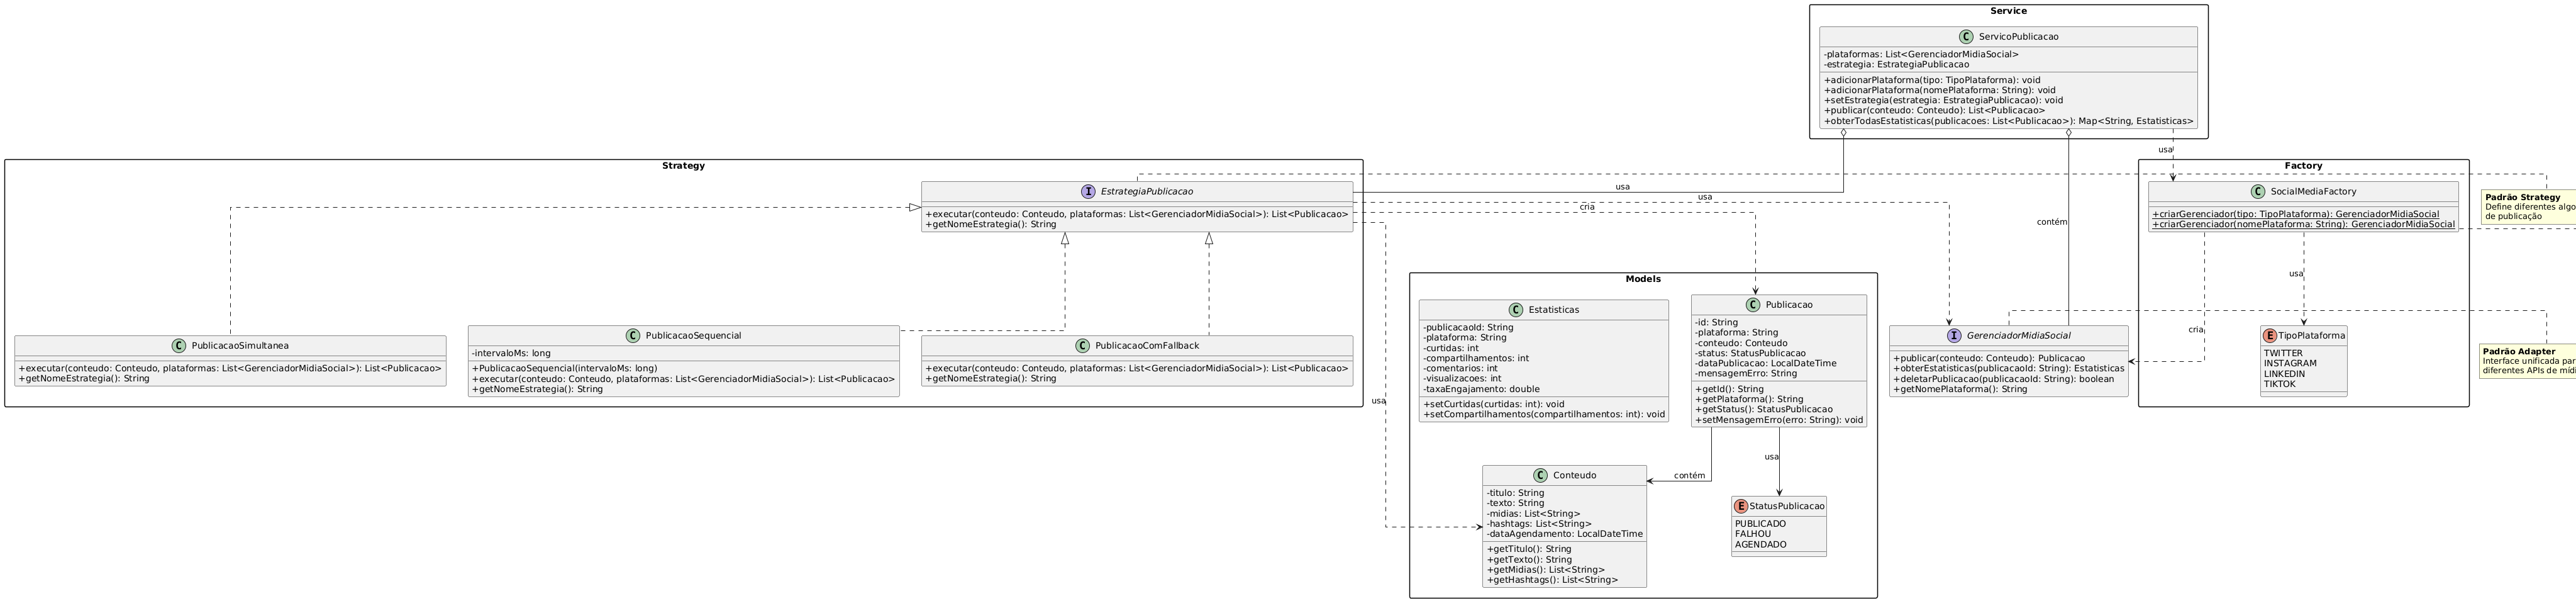 Service
ServicoPublicacao
-plataformas: List<GerenciadorMidiaSocial>
-estrategia: EstrategiaPublicacao
+adicionarPlataforma(tipo: TipoPlataforma): void
+adicionarPlataforma(nomePlataforma: String): void
+setEstrategia(estrategia: EstrategiaPublicacao): void
+publicar(conteudo: Conteudo): List<Publicacao>
+obterTodasEstatisticas(publicacoes: List<Publicacao>): Map<String, Estatisticas>
usa
Strategy
EstrategiaPublicacao
+executar(conteudo: Conteudo, plataformas: List<GerenciadorMidiaSocial>): List<Publicacao>
+getNomeEstrategia(): String
usa
usa
cria
contém
Factory
SocialMediaFactory
+criarGerenciador(tipo: TipoPlataforma): GerenciadorMidiaSocial
+criarGerenciador(nomePlataforma: String): GerenciadorMidiaSocial
Padrão Strategy
Define diferentes algo
de publicação
PublicacaoSimultanea
+executar(conteudo: Conteudo, plataformas: List<GerenciadorMidiaSocial>): List<Publicacao>
+getNomeEstrategia(): String
PublicacaoSequencial
-intervaloMs: long
+PublicacaoSequencial(intervaloMs: long)
+executar(conteudo: Conteudo, plataformas: List<GerenciadorMidiaSocial>): List<Publicacao>
+getNomeEstrategia(): String
PublicacaoComFallback
+executar(conteudo: Conteudo, plataformas: List<GerenciadorMidiaSocial>): List<Publicacao>
+getNomeEstrategia(): String
usa
Models
Estatisticas
-publicacaoId: String
-plataforma: String
-curtidas: int
-compartilhamentos: int
-comentarios: int
-visualizacoes: int
-taxaEngajamento: double
+setCurtidas(curtidas: int): void
+setCompartilhamentos(compartilhamentos: int): void
Publicacao
-id: String
-plataforma: String
-conteudo: Conteudo
-status: StatusPublicacao
-dataPublicacao: LocalDateTime
-mensagemErro: String
+getId(): String
+getPlataforma(): String
+getStatus(): StatusPublicacao
+setMensagemErro(erro: String): void
contém
usa
Conteudo
-titulo: String
-texto: String
-midias: List<String>
-hashtags: List<String>
-dataAgendamento: LocalDateTime
+getTitulo(): String
+getTexto(): String
+getMidias(): List<String>
+getHashtags(): List<String>
StatusPublicacao
PUBLICADO
FALHOU
AGENDADO
GerenciadorMidiaSocial
+publicar(conteudo: Conteudo): Publicacao
+obterEstatisticas(publicacaoId: String): Estatisticas
+deletarPublicacao(publicacaoId: String): boolean
+getNomePlataforma(): String
cria
usa
TipoPlataforma
TWITTER
INSTAGRAM
LINKEDIN
TIKTOK
Padrão Adapter
Interface unificada par
diferentes APIs de mídi